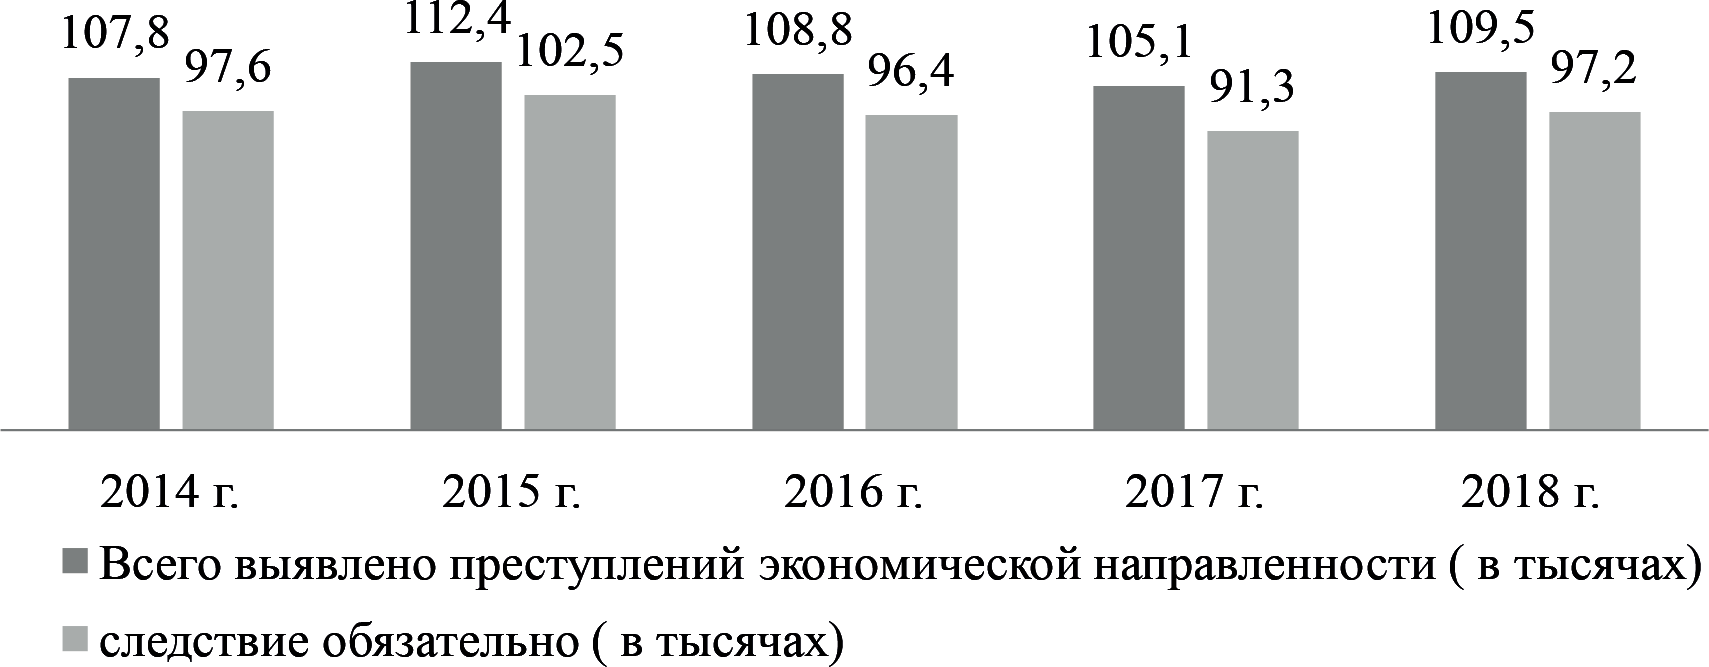 107,8 97,6 112,4 102,5 108,8 96,4 105,1 91,3 109,5 97,2
2014 г. 2015 г. 2016 г. 2017 г. 2018 г.
Всего выявлено преступлений экономической направленности ( в тысячах)
следствие обязательно ( в тысячах)